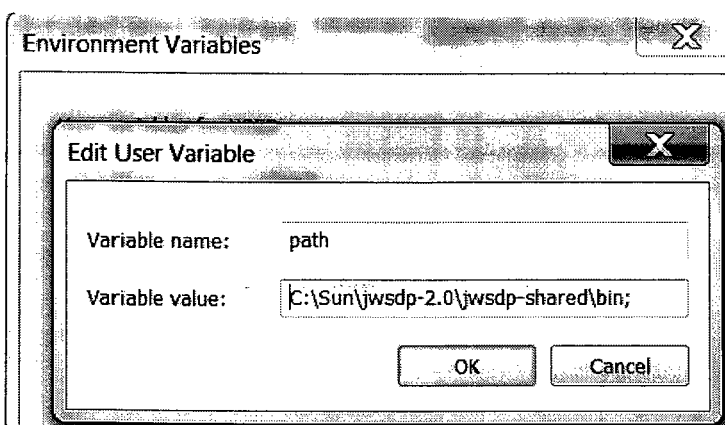 Environment Variables
Edit User Variable
Variable name: path
Variable value: C:\Sun\jwsdp-2.0\jwsdp-shared\bin;
OK Cancel